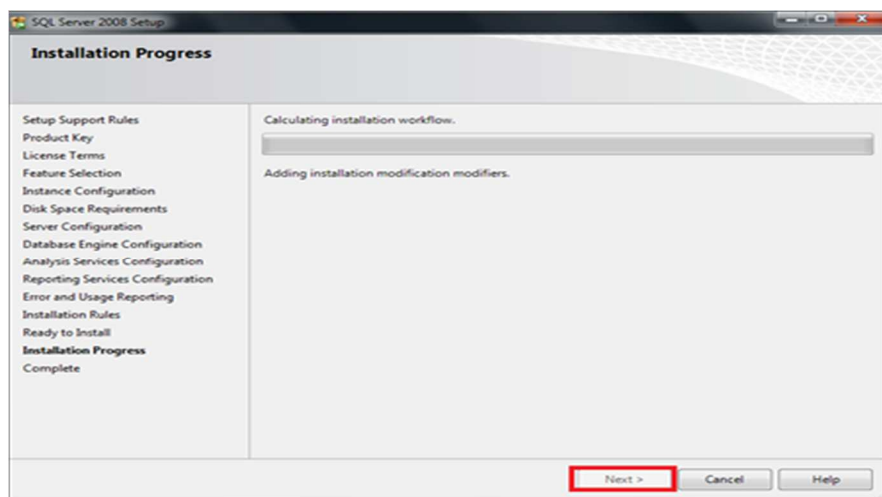 SQL Server 2008 Setup
Installation Progress
Setup Support Rules
Product Key
License Terms
Feature Selection
Instance Configuration
Disk Space Requirements
Server Configuration
Database Engine Configuration
Analysis Services Configuration
Reporting Services Configuration
Error and Usage Reporting
Installation Rules
Ready to Install
Installation Progress
Complete
Calculating installation workflow.
Adding installation modification modifiers.
Next >
Cancel
Help